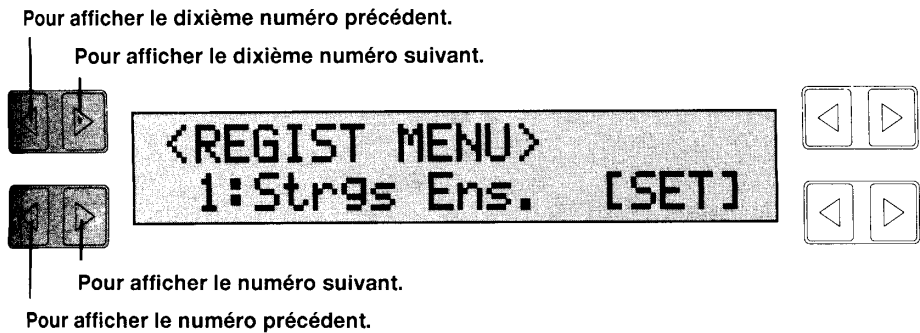 Pour afficher le dixième numéro précédent.
Pour afficher le dixième numéro suivant.
<REGIST MENU>
1:Strgs Ens. [SET]
Pour afficher le numéro suivant.
Pour afficher le numéro précédent.